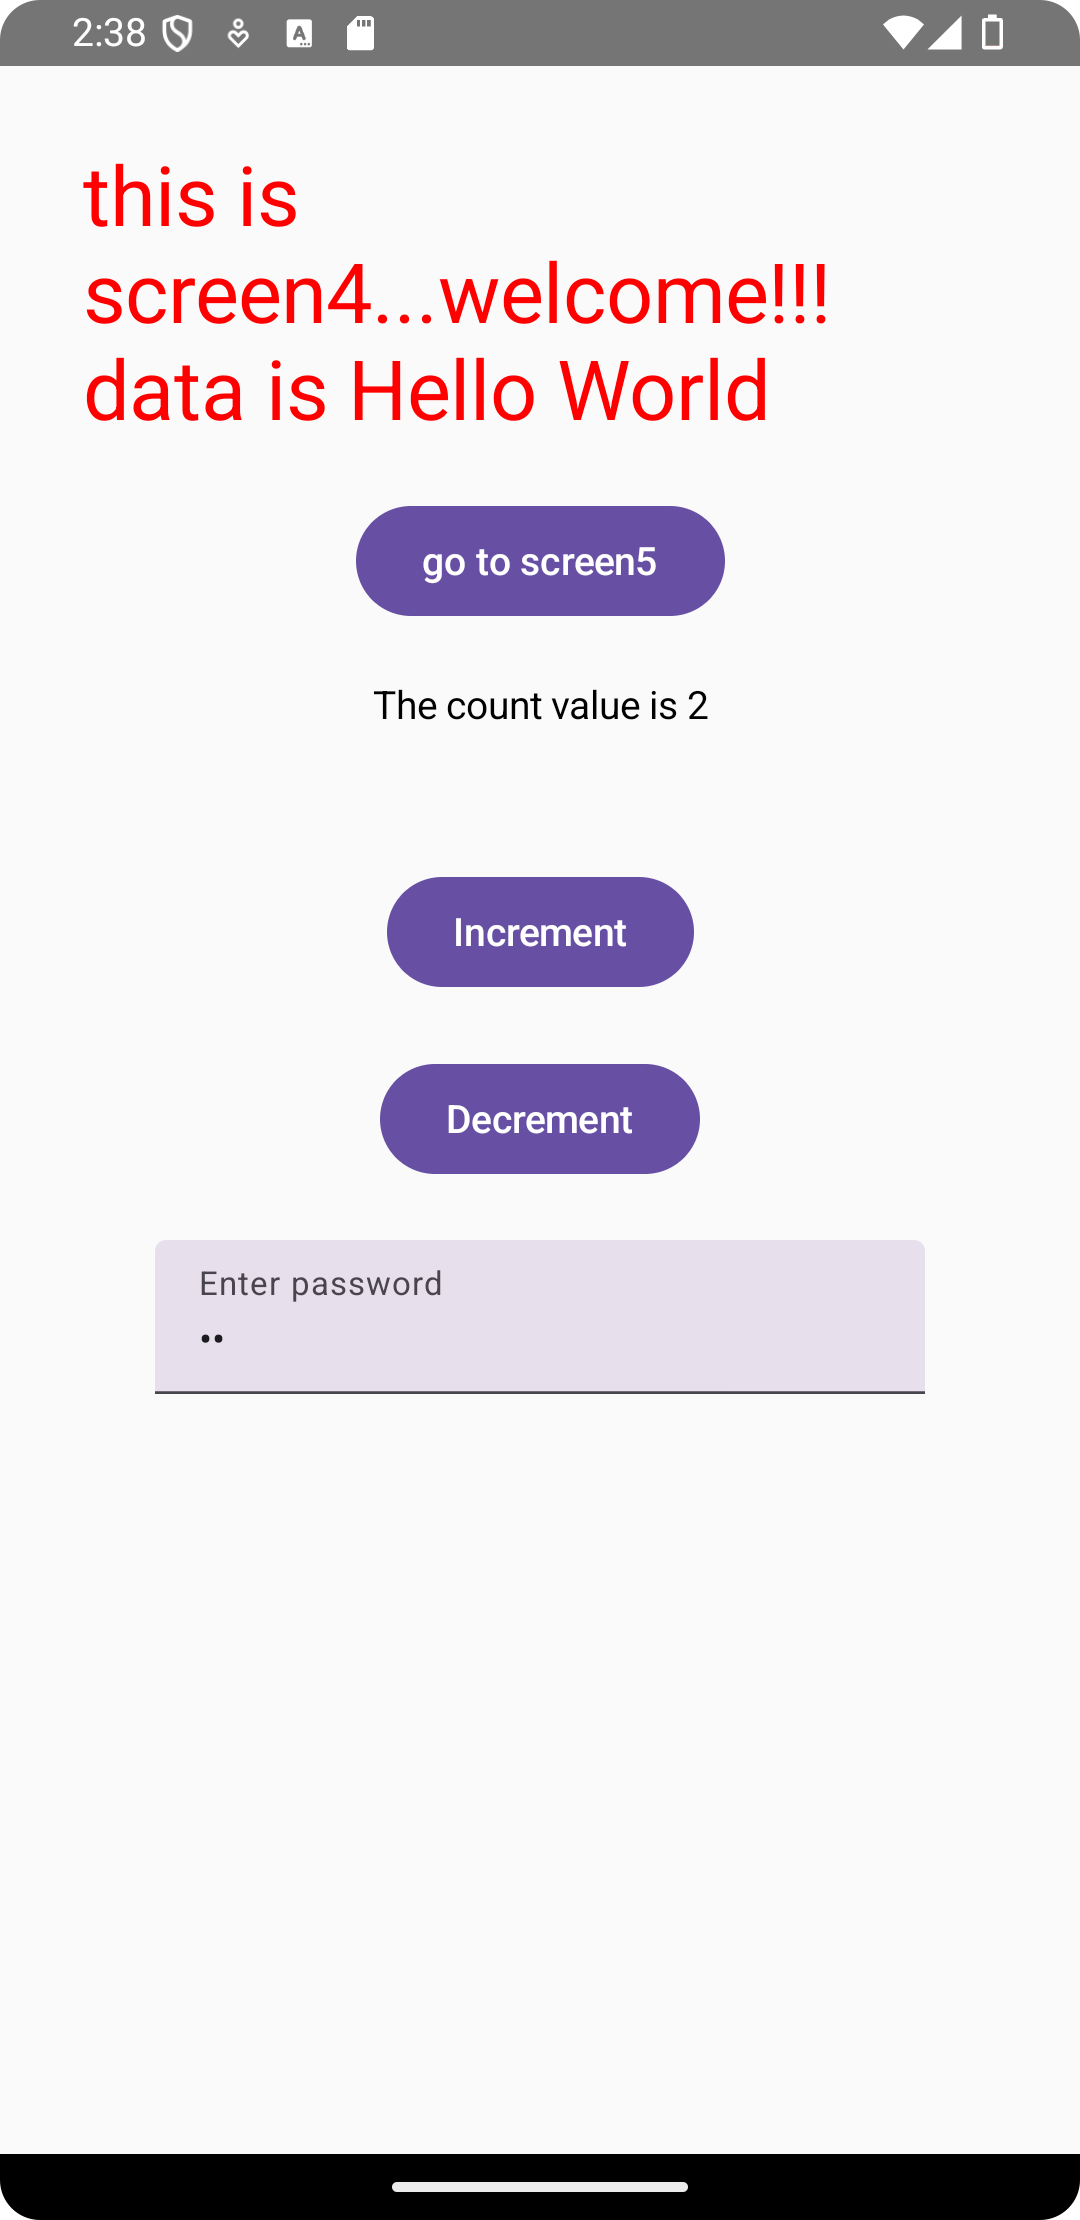 2:38
this is
screen4...welcome!!!
data is Hello World
go to screen5
The count value is 2
Increment
Decrement
Enter password
••